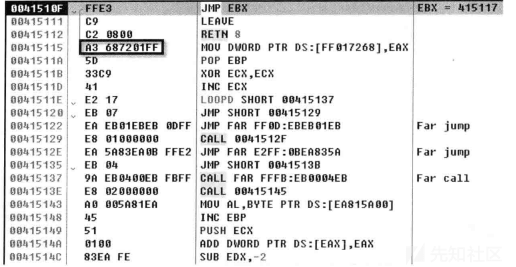 0041510F FFE3 JMP EBX EBX = 415117
00415111 C9 LEAVE
00415112 C2 0800 RETN 8
00415115 A3 687201FF MOV DWORD PTR DS:[FF017268],EAX
0041511A 5D POP EBP
0041511B 33C9 XOR ECX,ECX
0041511D 41 INC ECX
0041511E E2 17 LOOPD SHORT 00415137
00415120 EB 07 JMP SHORT 00415129
00415122 EA EB01EBEB 0DFF JMP FAR FF0D:EBEB01EB Far jump
00415129 E8 01000000 CALL 0041512F
0041512E EA 5A83EA0B FFE2 JMP FAR E2FF:0BEA835A Far jump
00415135 EB 04 JMP SHORT 0041513B
00415137 9A EB0400EB FBFF CALL FAR FFFB:EB0004EB Far call
0041513E E8 02000000 CALL 00415145
00415143 A0 005A81EA MOV AL,BYTE PTR DS:[EA815A00]
00415148 45 INC EBP
00415149 51 PUSH ECX
0041514A 0100 ADD DWORD PTR DS:[EAX],EAX
0041514C 83EA FE SUB EDX,-2
先知社区